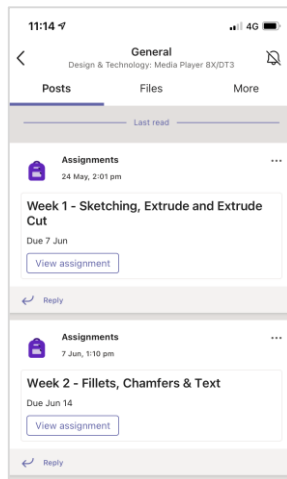 11:14
4G
General
Design & Technology: Media Player 8X/DT3
Posts
Files
More
Last read
Assignments
24 May, 2:01 pm
Week 1 - Sketching, Extrude and Extrude
Cut
Due 7 Jun
View assignment
Reply
Assignments
7 Jun, 1:10 pm
Week 2 - Fillets, Chamfers & Text
Due Jun 14
View assignment
Reply